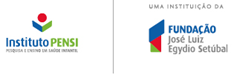 UMA INSTITUIÇÃO DA
Instituto PENSI
PESQUISA E ENSINO EM SAÚDE INFANTIL
FUNDAÇÃO
José Luiz
Egydio Setúbal